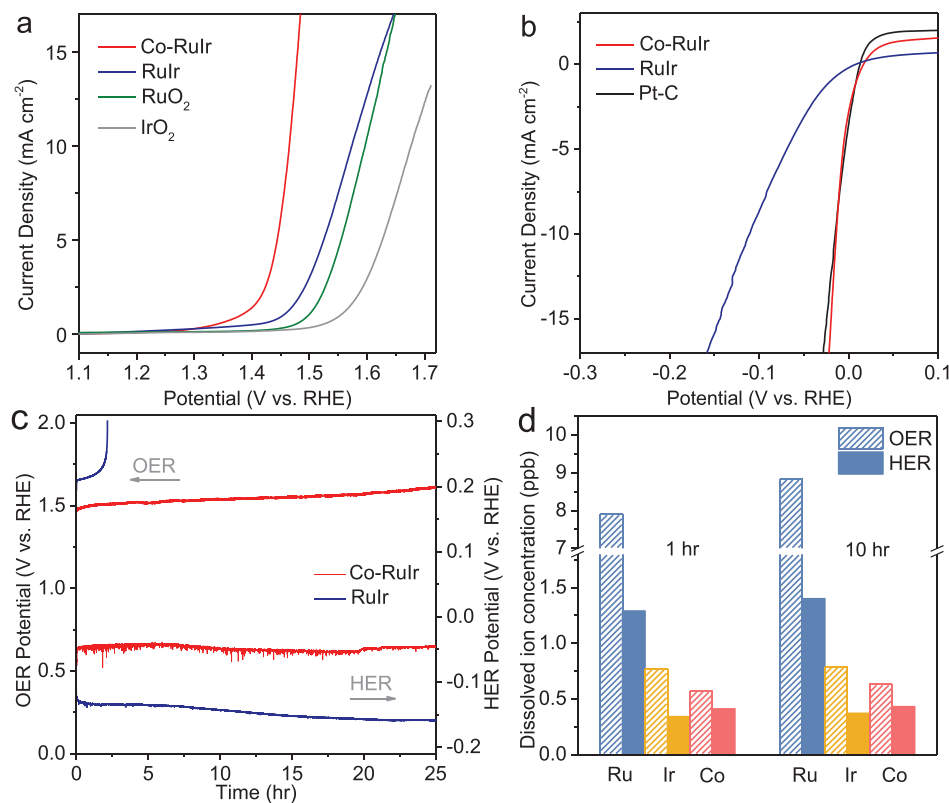 a
Co-RuIr
RuIr
RuO2
IrO2
15
10
5
0
Current Density (mA cm-2)
1.1 1.2 1.3 1.4 1.5 1.6 1.7
Potential (V vs. RHE)
b
Co-RuIr
RuIr
Pt-C
0
-5
-10
-15
Current Density (mA cm-2)
-0.3 -0.2 -0.1 0.0 0.1
Potential (V vs. RHE)
c
OER
Co-RuIr
RuIr
HER
2.0
1.5
1.0
0.5
0.0
OER Potential (V vs. RHE)
0.3
0.2
0.1
0.0
-0.1
-0.2
HER Potential (V vs. RHE)
0 5 10 15 20 25
Time (hr)
d
OER
HER
1 hr 10 hr
10
9
8
7
1.5
1.0
0.5
0.0
Dissolved ion concentration (ppb)
Ru Ir Co Ru Ir Co